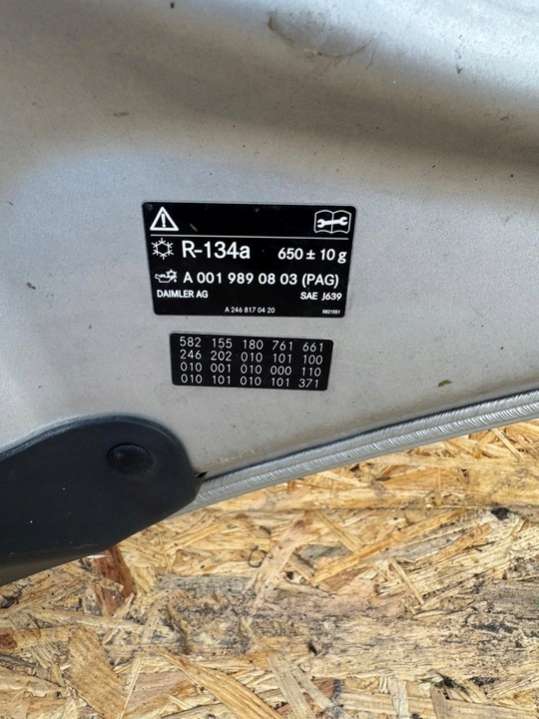 R-134a 650 ± 10 g
A 001 989 08 03 (PAG)
DAIMLER AG SAE J639
A 246 817 04 20
582 155 180 761 661
246 202 010 101 100
010 001 010 000 110
010 101 010 101 371